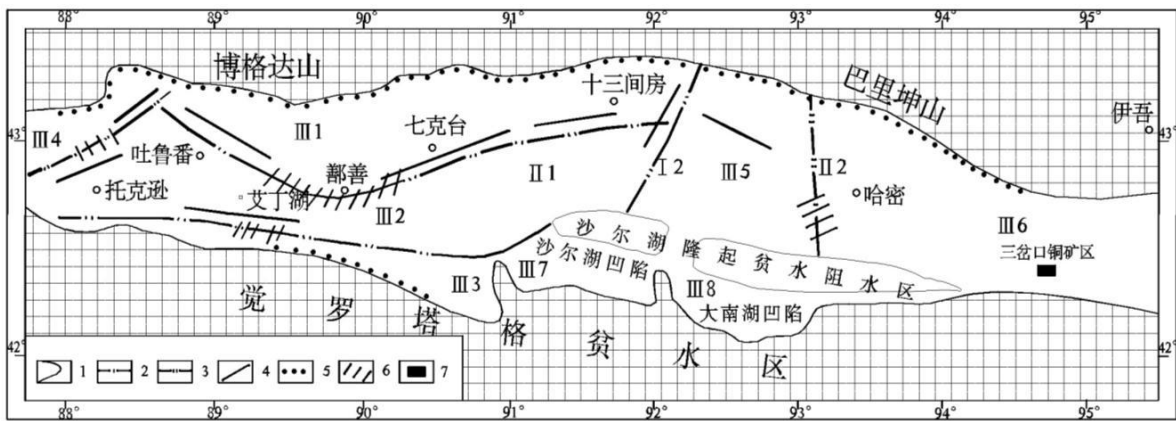 88° 89° 90° 91° 92° 93° 94° 95°
博格达山
十三间房
巴里坤山
伊吾
43°
43°
Ⅲ4
Ⅲ1
七克台
吐鲁番
鄯善
Ⅱ1
Ⅰ2
Ⅲ5
Ⅱ2
哈密
托克逊
艾丁湖
Ⅲ2
Ⅲ6
沙尔湖隆起贫水阻水区
沙尔湖凹陷
三岔口铜矿区
Ⅲ3
Ⅲ7
Ⅲ8
大南湖凹陷
觉罗塔格贫水区
42°
42°
1 2 3 4 5 6 7
88° 89° 90° 91° 92° 93° 94° 95°